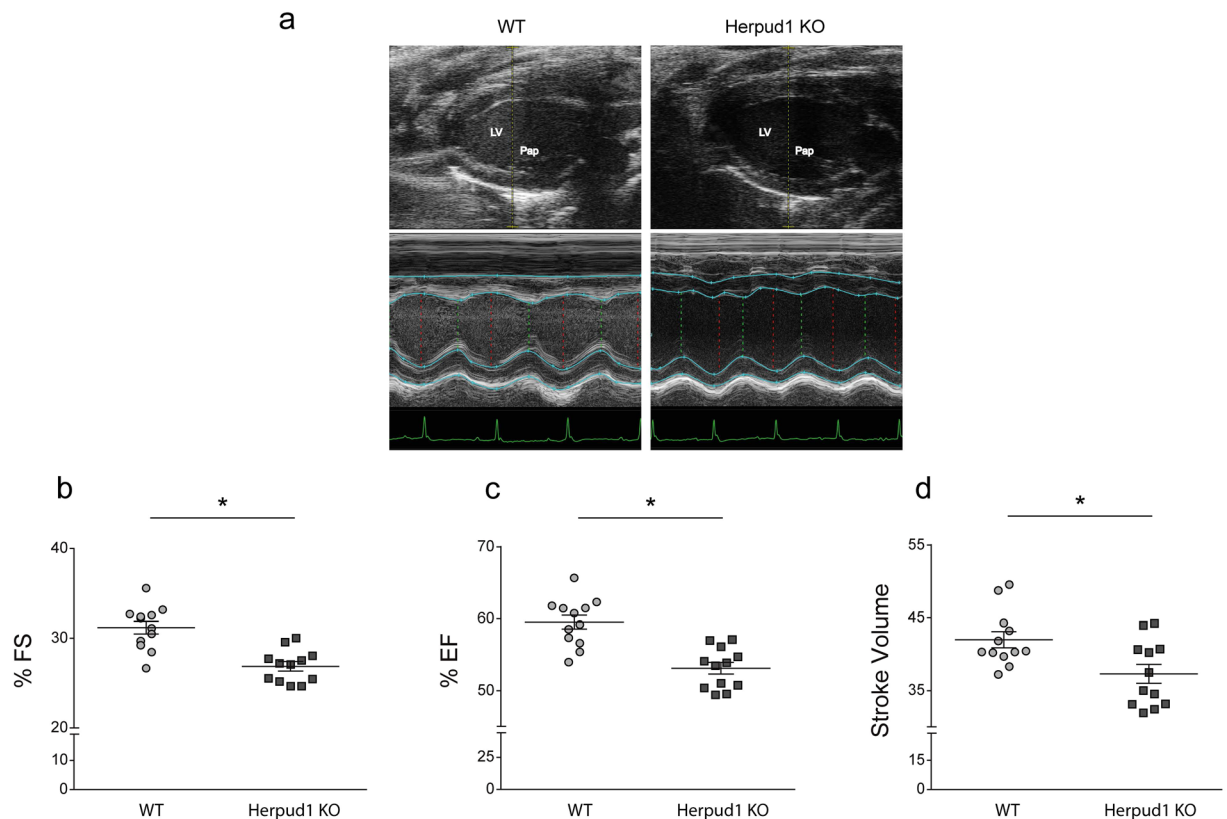 a
WT
Herpud1 KO
LV
Pap
LV
Pap
b
*
% FS
40
30
20
10
0
WT
Herpud1 KO
c
*
% EF
70
60
50
25
0
WT
Herpud1 KO
d
*
Stroke Volume
55
45
35
15
0
WT
Herpud1 KO